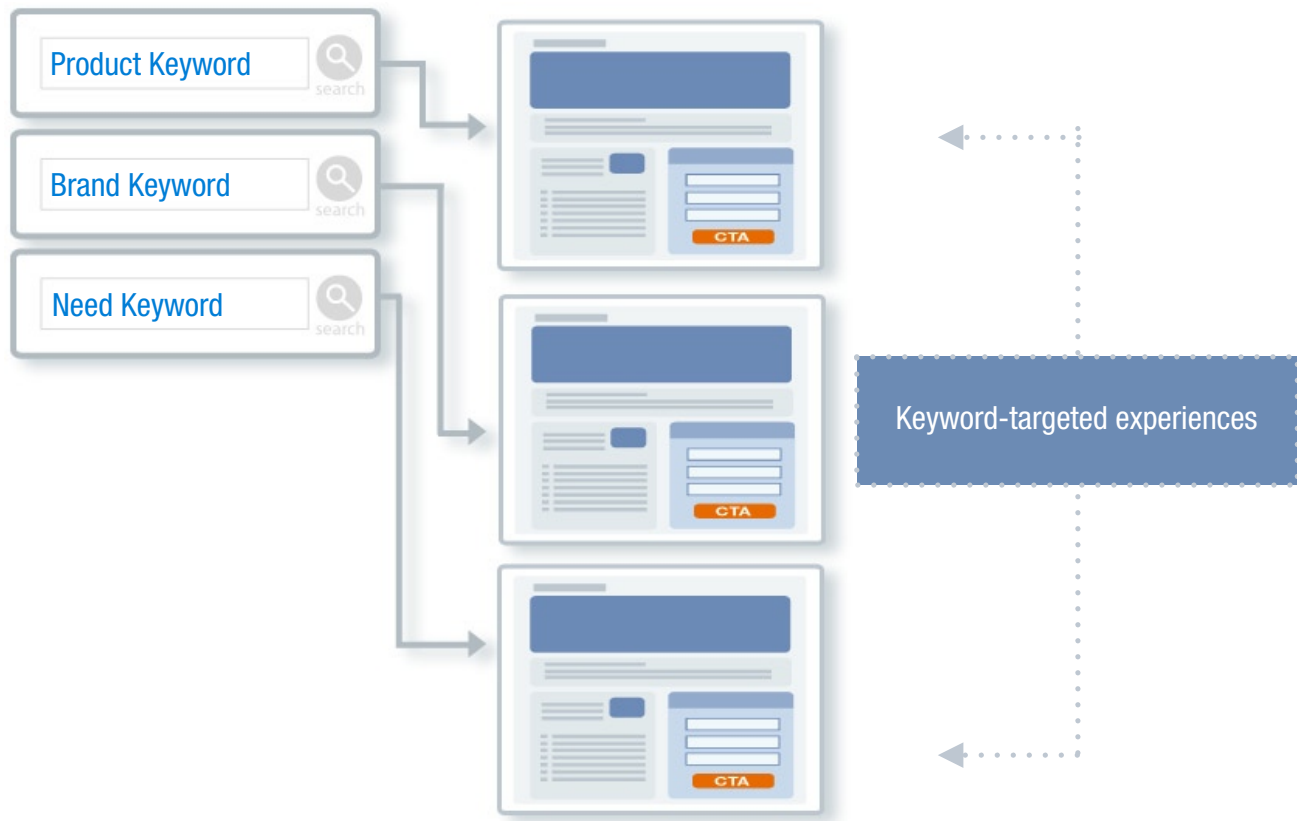 Product Keyword
search
Brand Keyword
search
Need Keyword
search
CTA
CTA
CTA
Keyword-targeted experiences